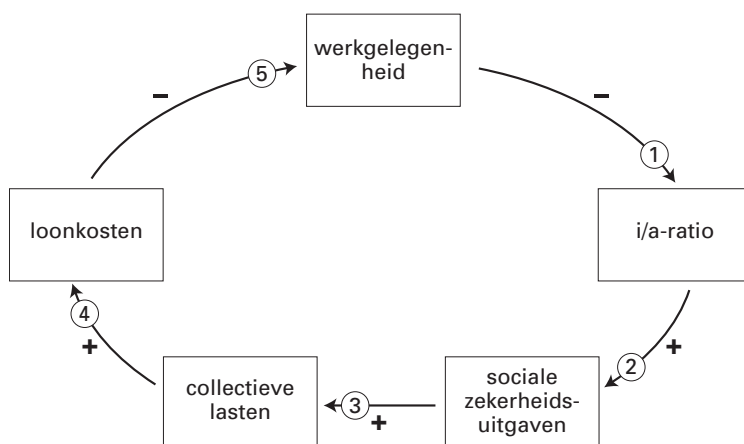 werkgelegen-
heid
–
5
–
1
loonkosten
i/a-ratio
4
+
2
+
collectieve
lasten
3
+
sociale
zekerheids-
uitgaven